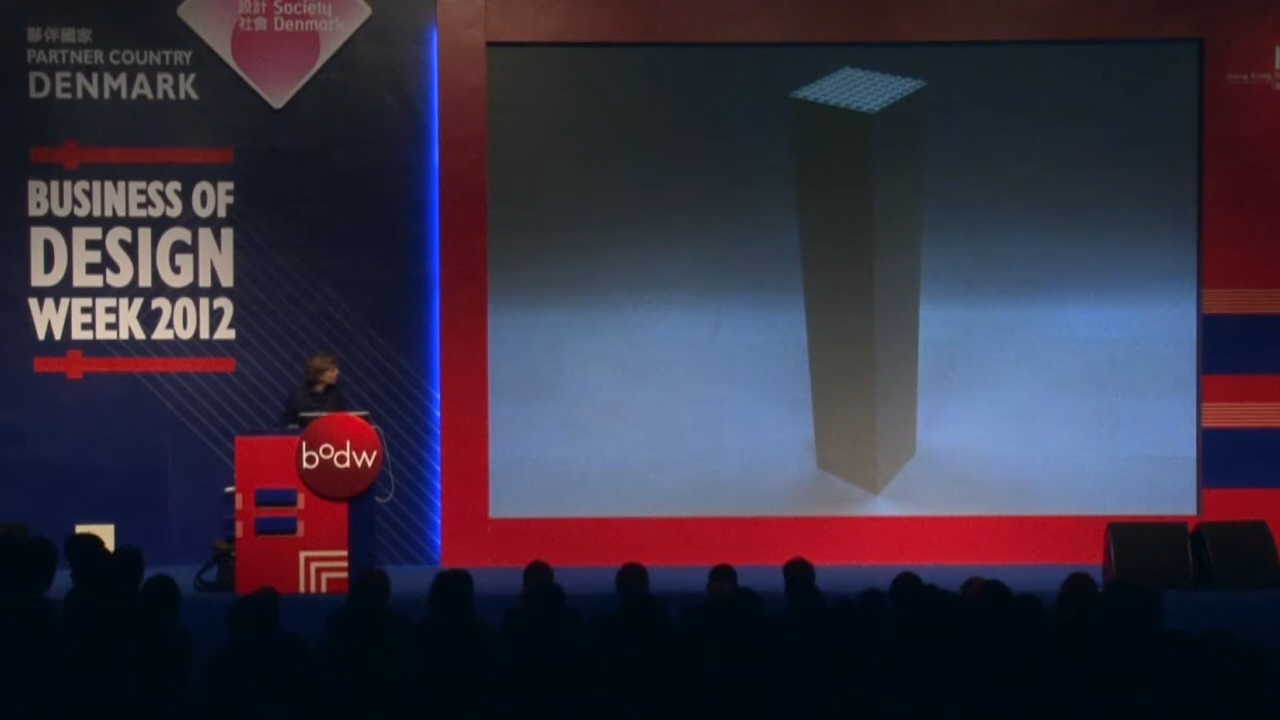 設計 Society
社會 Denmark
夥伴國家
PARTNER COUNTRY
DENMARK
BUSINESS OF
DESIGN
WEEK 2012
bodw